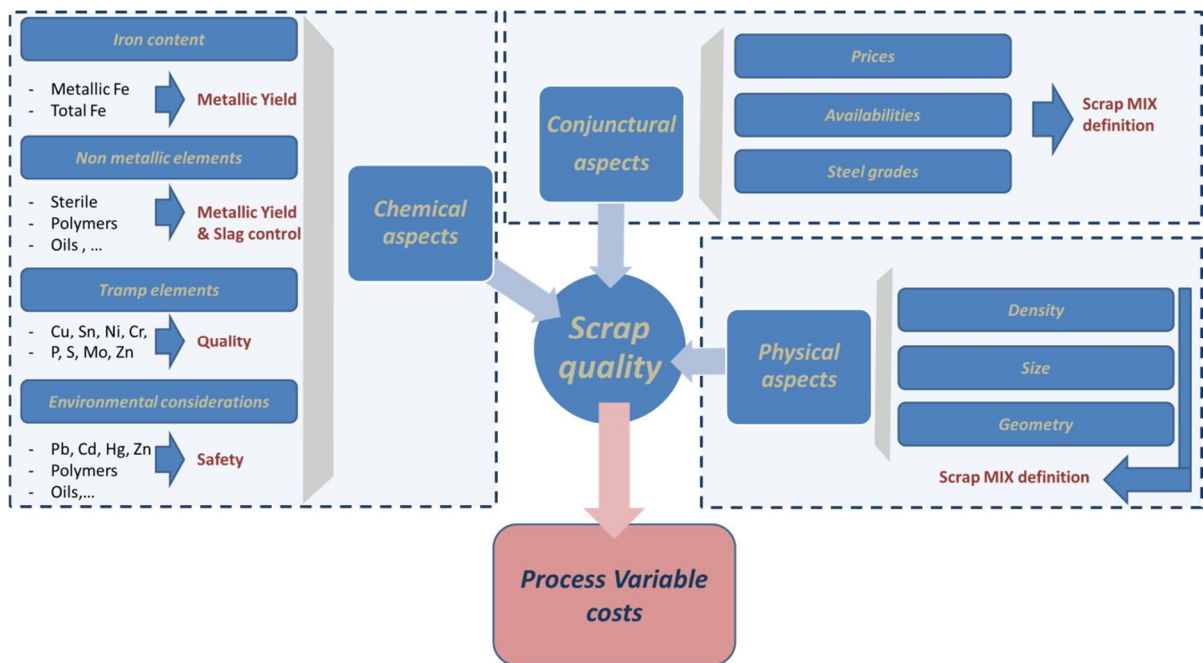 Iron content
- Metallic Fe
- Total Fe
Metallic Yield
Non metallic elements
- Sterile
- Polymers
- Oils , ...
Metallic Yield
& Slag control
Tramp elements
- Cu, Sn, Ni, Cr,
- P, S, Mo, Zn
Quality
Environmental considerations
- Pb, Cd, Hg, Zn
- Polymers
- Oils,...
Safety
Chemical
aspects
Conjunctural
aspects
Prices
Availabilities
Steel grades
Scrap MIX
definition
Scrap
quality
Physical
aspects
Density
Size
Geometry
Scrap MIX definition
Process Variable
costs